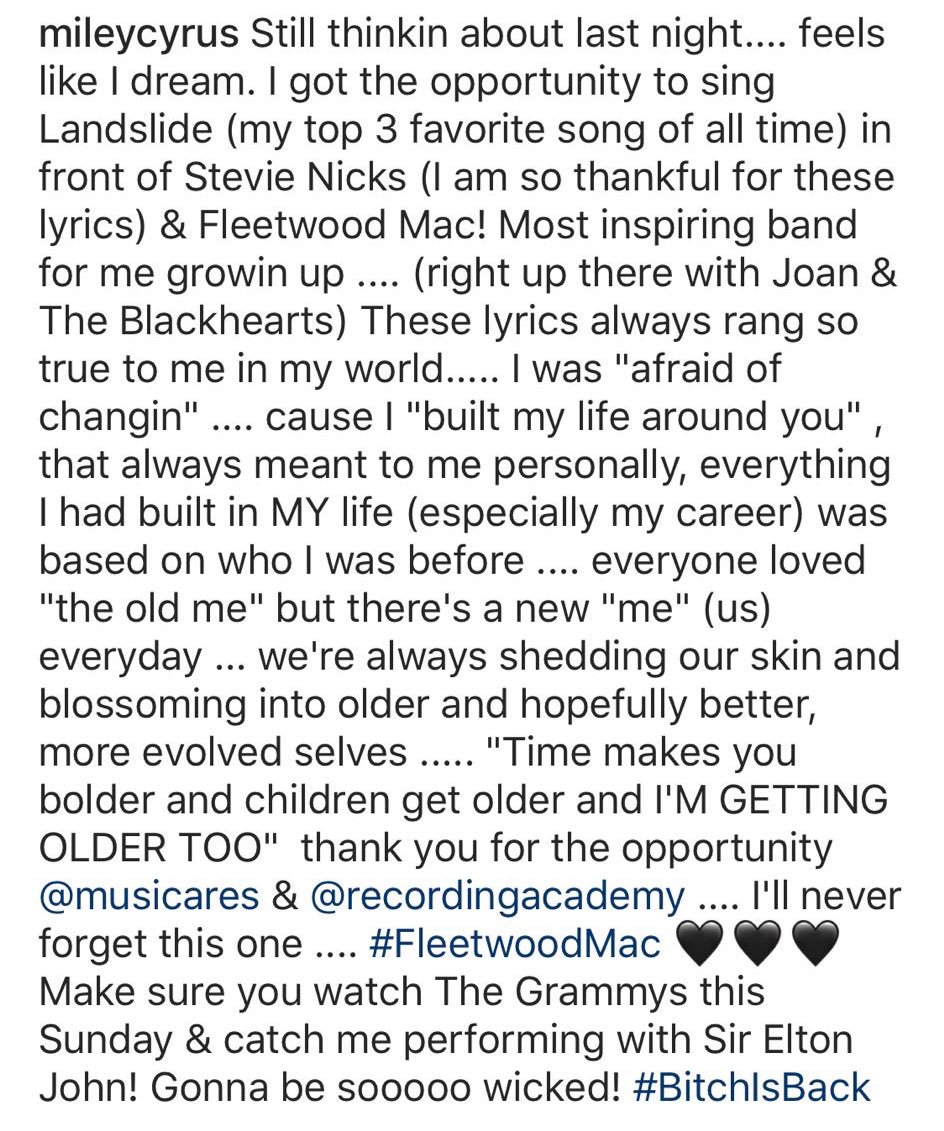 mileycyrus Still thinkin about last night.... feels
like I dream. I got the opportunity to sing
Landslide (my top 3 favorite song of all time) in
front of Stevie Nicks (I am so thankful for these
lyrics) & Fleetwood Mac! Most inspiring band
for me growin up .... (right up there with Joan &
The Blackhearts) These lyrics always rang so
true to me in my world..... I was "afraid of
changin" .... cause I "built my life around you" ,
that always meant to me personally, everything
I had built in MY life (especially my career) was
based on who I was before .... everyone loved
"the old me" but there's a new "me" (us)
everyday ... we're always shedding our skin and
blossoming into older and hopefully better,
more evolved selves ..... "Time makes you
bolder and children get older and I'M GETTING
OLDER TOO"  thank you for the opportunity
@musicares & @recordingacademy .... I'll never
forget this one .... #FleetwoodMac 🖤 🖤 🖤
Make sure you watch The Grammys this
Sunday & catch me performing with Sir Elton
John! Gonna be sooooo wicked! #BitchIsBack